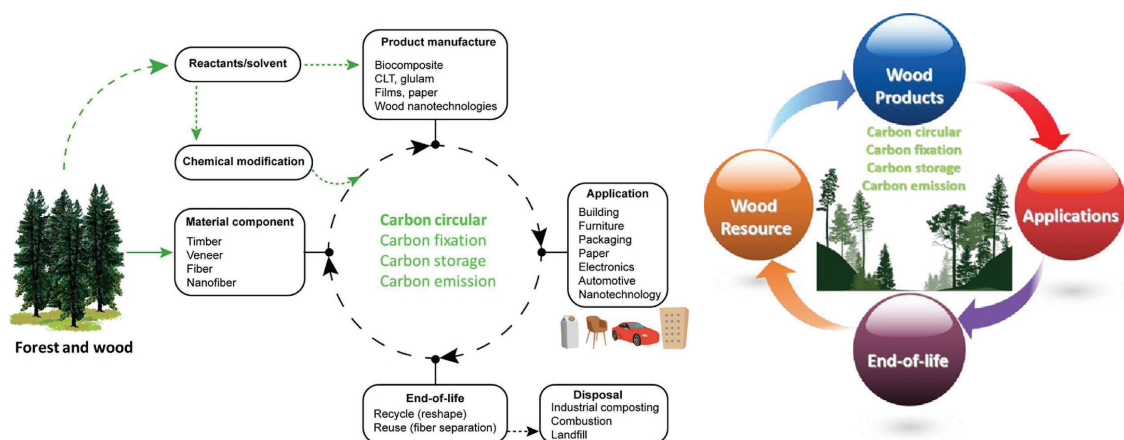 Product manufacture
Biocomposite
CLT, glulam
Films, paper
Wood nanotechnologies
Reactants/solvent
Chemical modification
Material component
Timber
Veneer
Fiber
Nanofiber
Forest and wood
Carbon circular
Carbon fixation
Carbon storage
Carbon emission
Application
Building
Furniture
Packaging
Paper
Electronics
Automotive
Nanotechnology
End-of-life
Recycle (reshape)
Reuse (fiber separation)
Disposal
Industrial composting
Combustion
Landfill
Wood
Products
Carbon circular
Carbon fixation
Carbon storage
Carbon emission
Wood
Resource
Applications
End-of-life